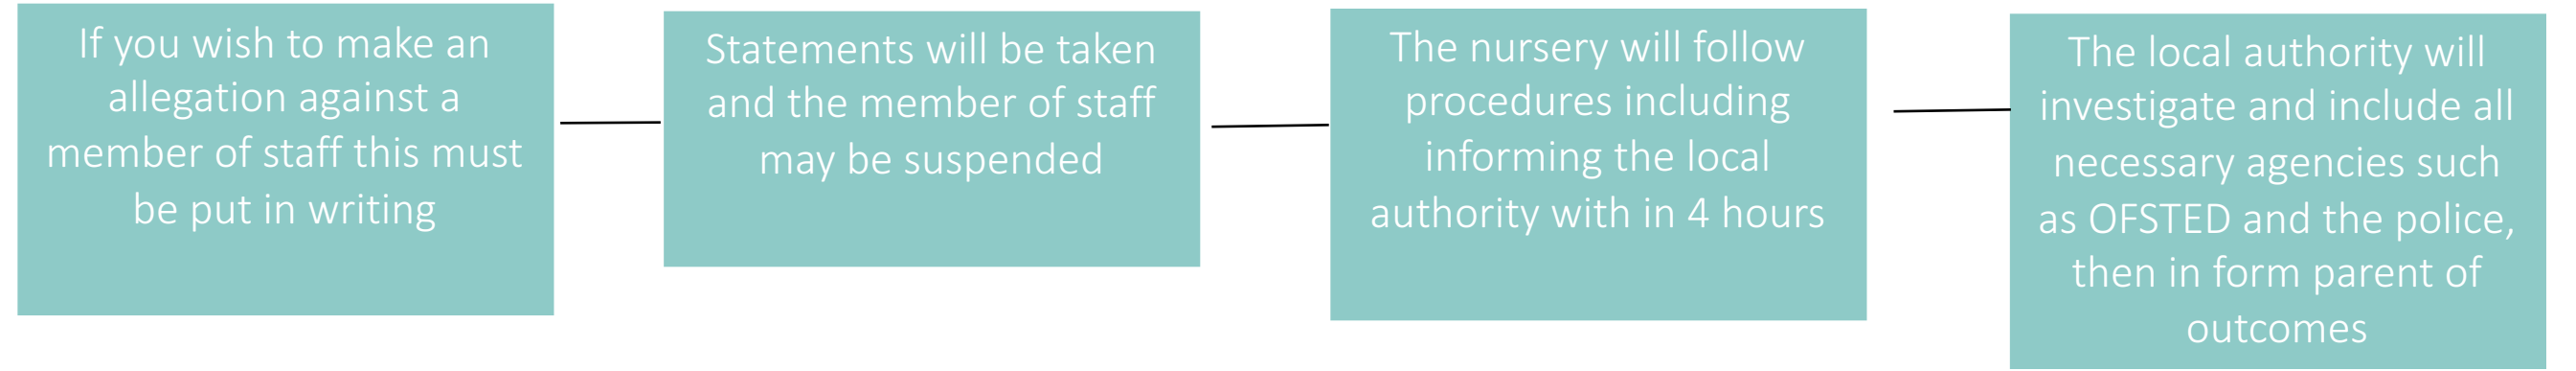 If you wish to make an
allegation against a
member of staff this must
be put in writing
Statements will be taken
and the member of staff
may be suspended
The nursery will follow
procedures including
informing the local
authority with in 4 hours
The local authority will
investigate and include all
necessary agencies such
as OFSTED and the police,
then in form parent of
outcomes